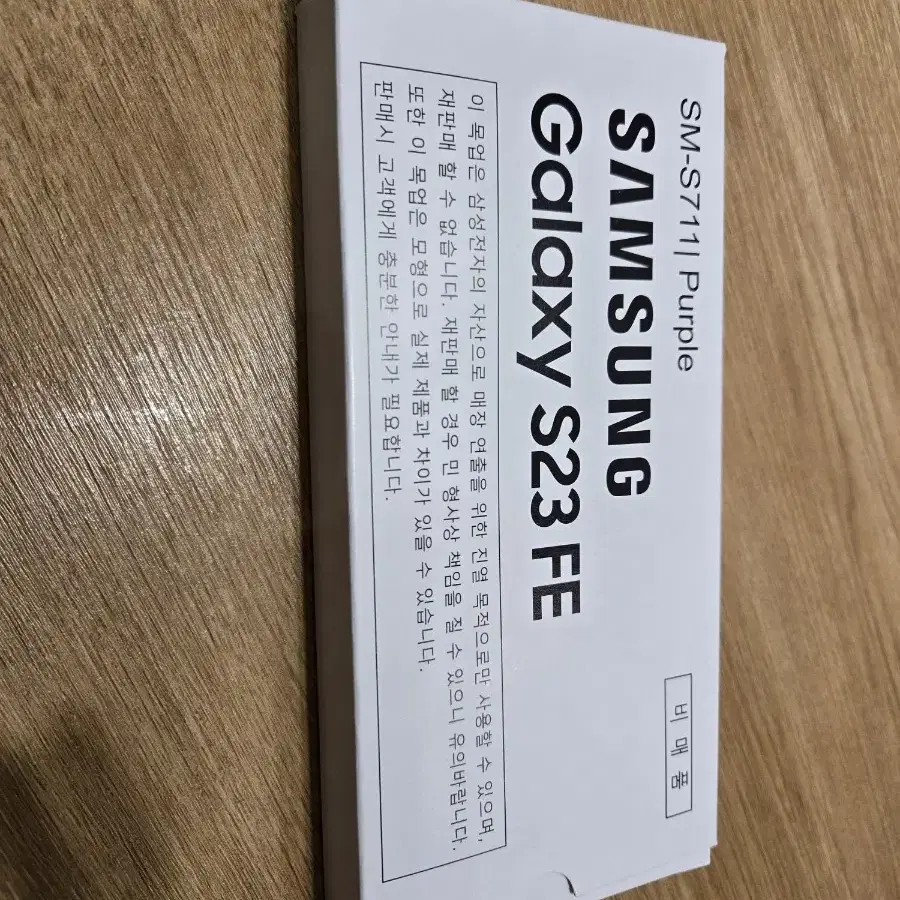 SM-S711| Purple
비매품
SAMSUNG
Galaxy S23 FE
이 목업은 삼성전자의 자산으로 매장 연출을 위한 진열 목적으로만 사용할 수 있으며,
재판매 할 수 없습니다. 재판매 할 경우 민 형사상 책임을 질 수 있으니 유의바랍니다.
또한 이 목업은 모형으로 실제 제품과 차이가 있을 수 있습니다.
판매시 고객에게 충분한 안내가 필요합니다.